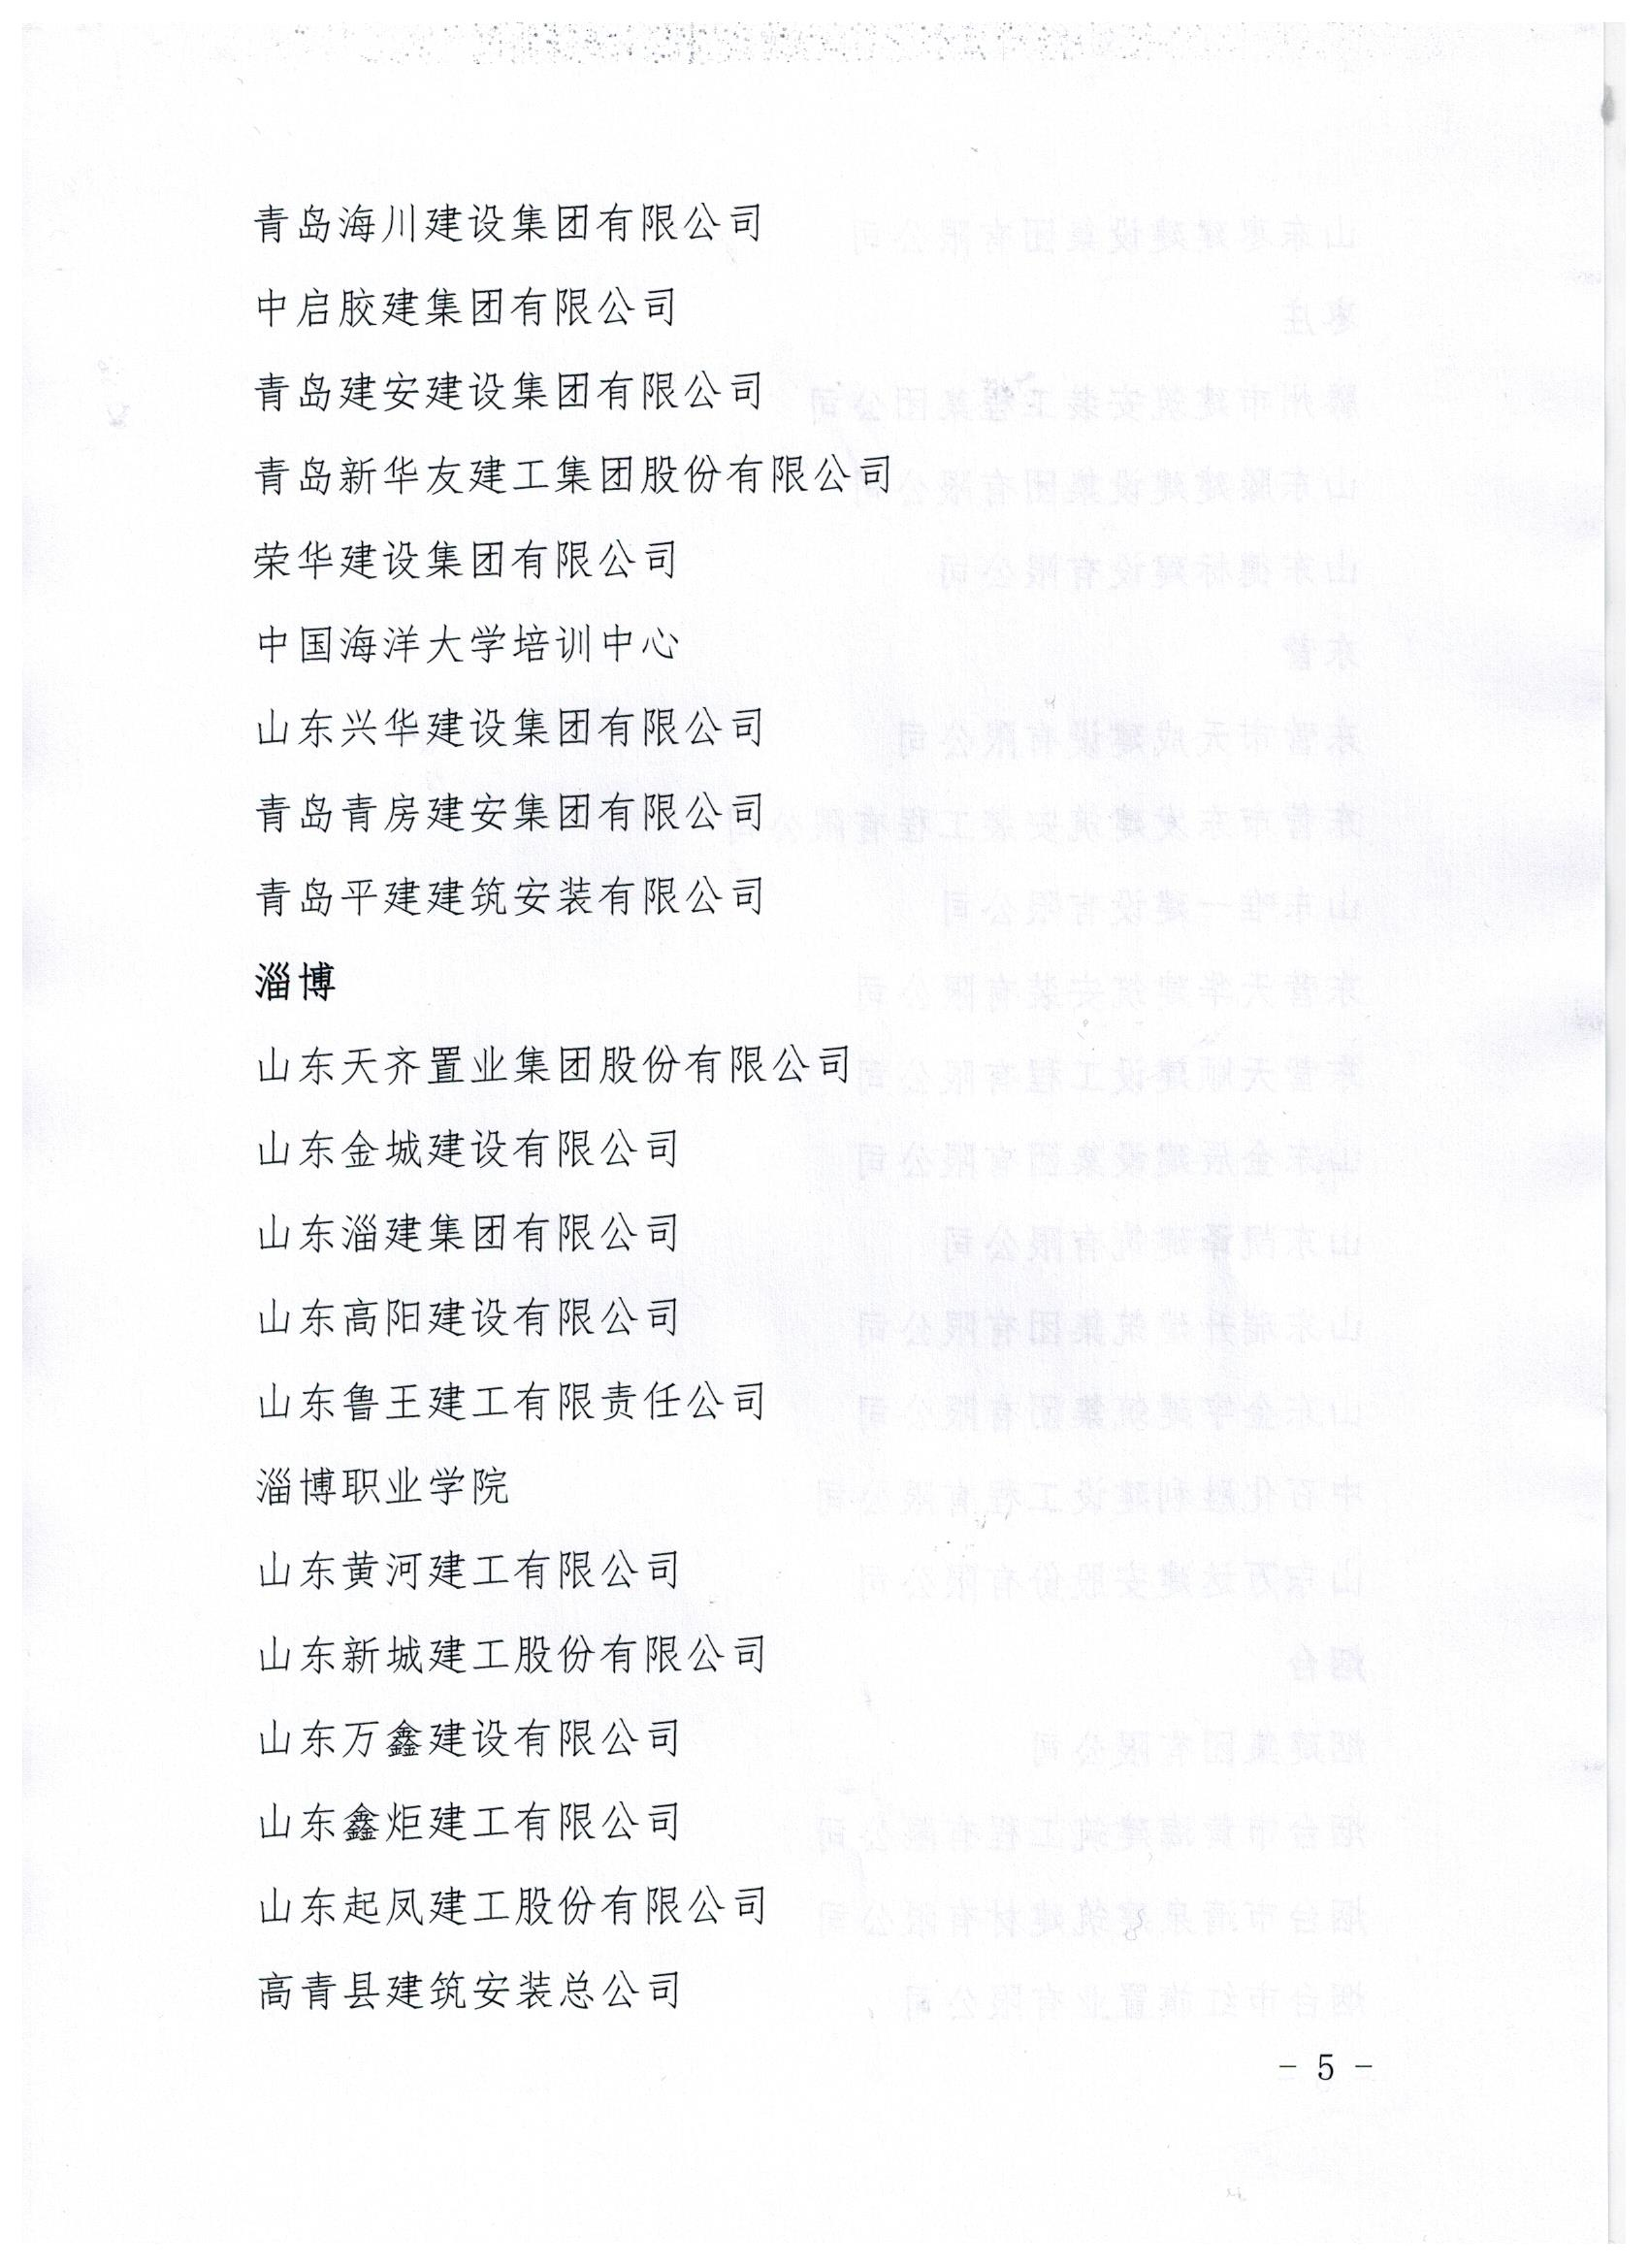 青岛海川建设集团有限公司
中启胶建集团有限公司
青岛建安建设集团有限公司
青岛新华友建工集团股份有限公司
荣华建设集团有限公司
中国海洋大学培训中心
山东兴华建设集团有限公司
青岛青房建安集团有限公司
青岛平建建筑安装有限公司
淄博
山东天齐置业集团股份有限公司
山东金城建设有限公司
山东淄建集团有限公司
山东高阳建设有限公司
山东鲁王建工有限责任公司
淄博职业学院
山东黄河建工有限公司
山东新城建工股份有限公司
山东万鑫建设有限公司
山东鑫炬建工有限公司
山东起凤建工股份有限公司
高青县建筑安装总公司
- 5 -